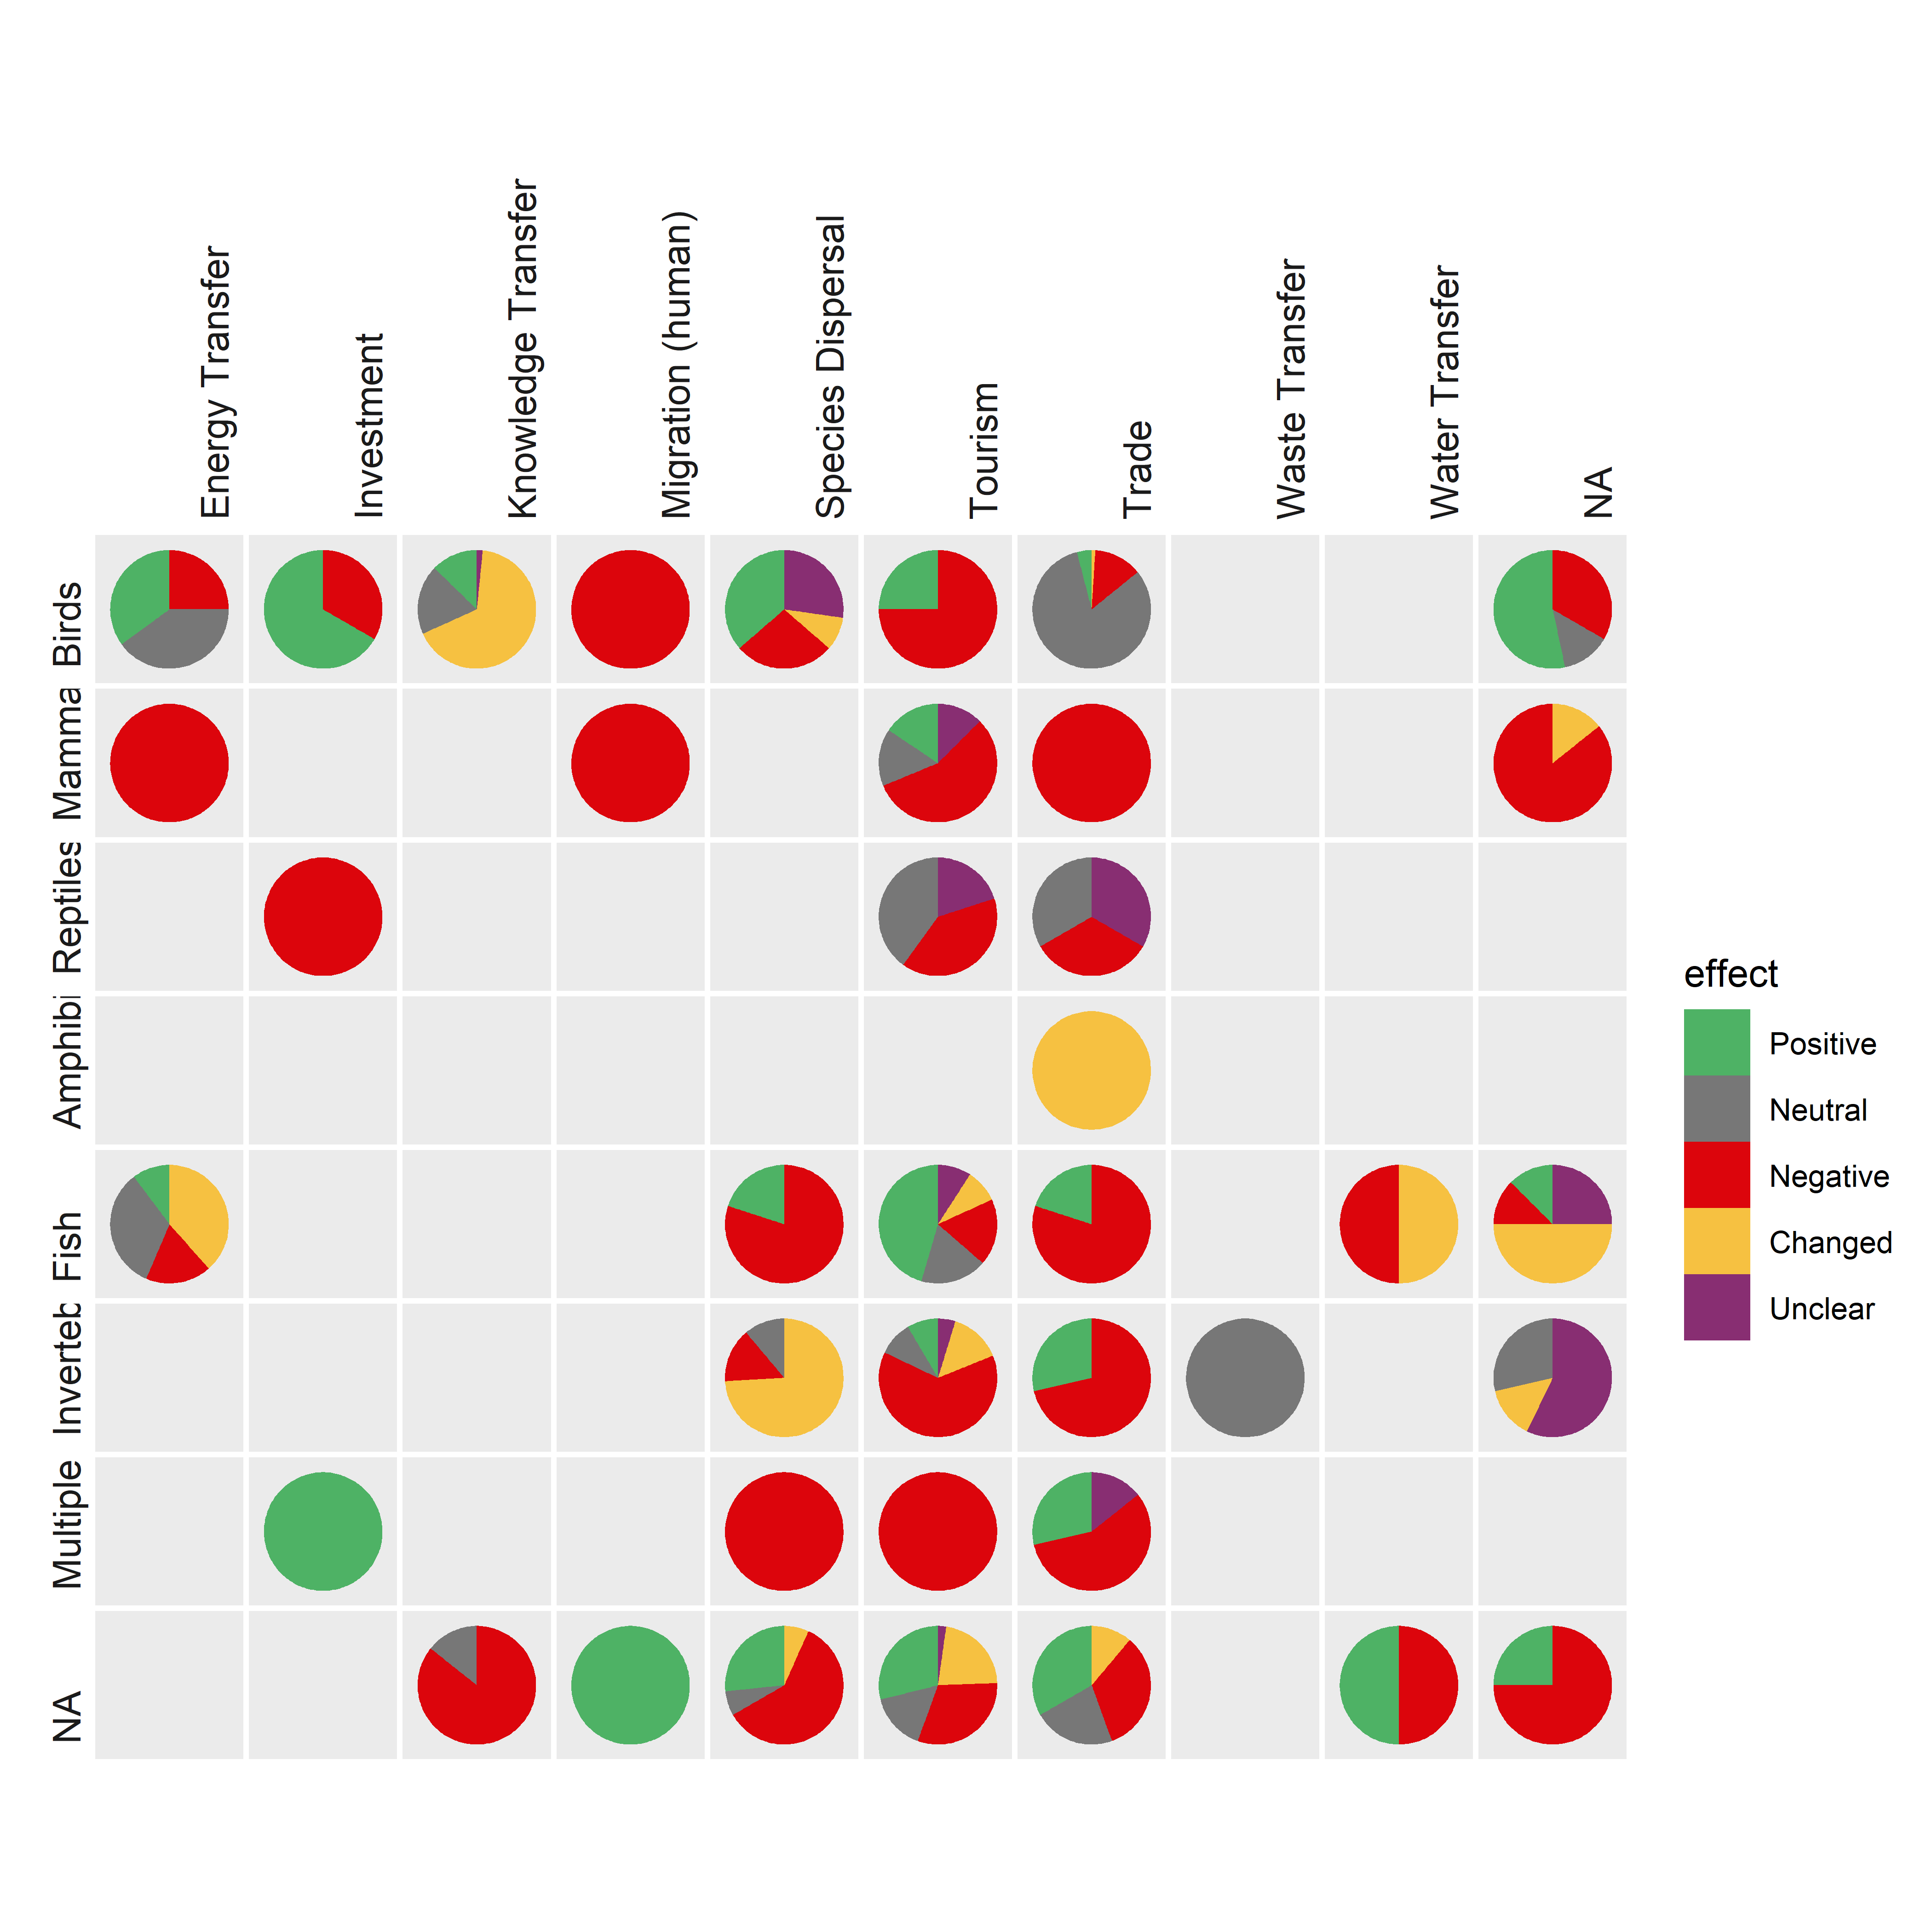 Energy Transfer
Investment
Knowledge Transfer
Migration (human)
Species Dispersal
Tourism
Trade
Waste Transfer
Water Transfer
NA
Birds
Mamma
Reptiles
Amphibi
Fish
Inverteb
Multiple
NA
effect
Positive
Neutral
Negative
Changed
Unclear